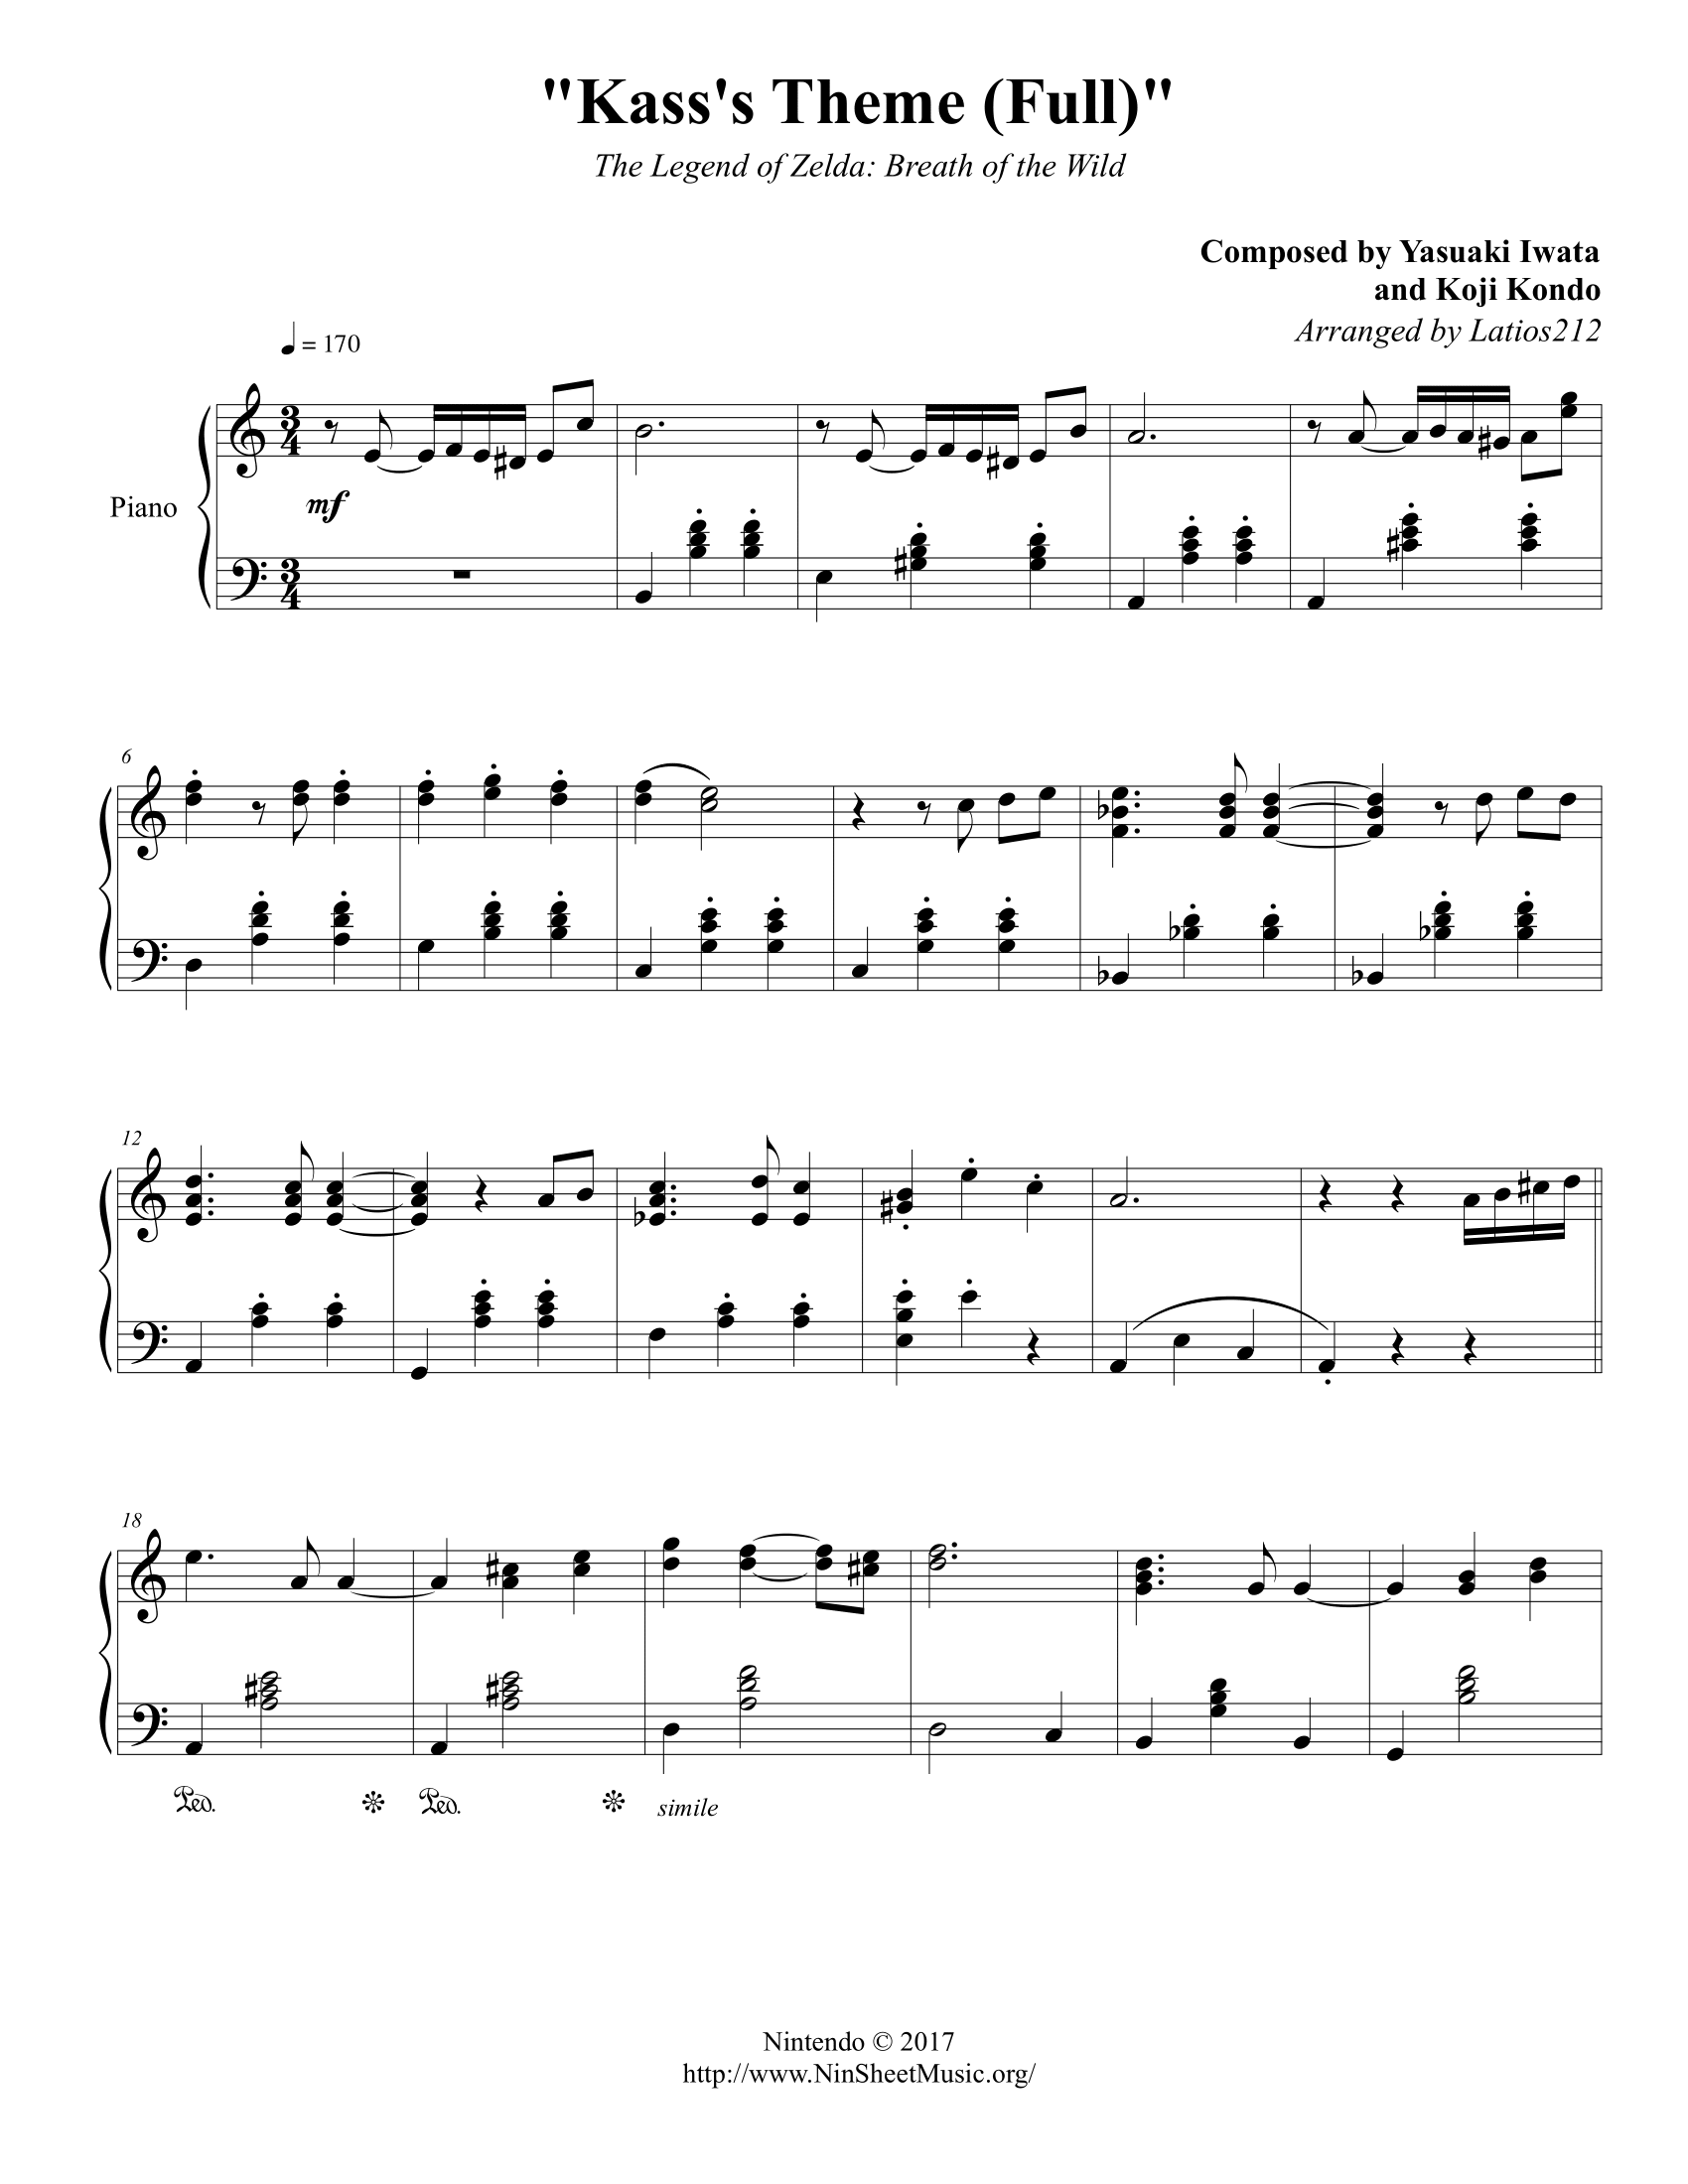 "Kass's Theme (Full)"
The Legend of Zelda: Breath of the Wild
Composed by Yasuaki Iwata
and Koji Kondo
Arranged by Latios212
♩ = 170
3
4
Piano
mf
3
4
6
12
18
Ped. Ped. simile
Nintendo © 2017
http://www.NinSheetMusic.org/